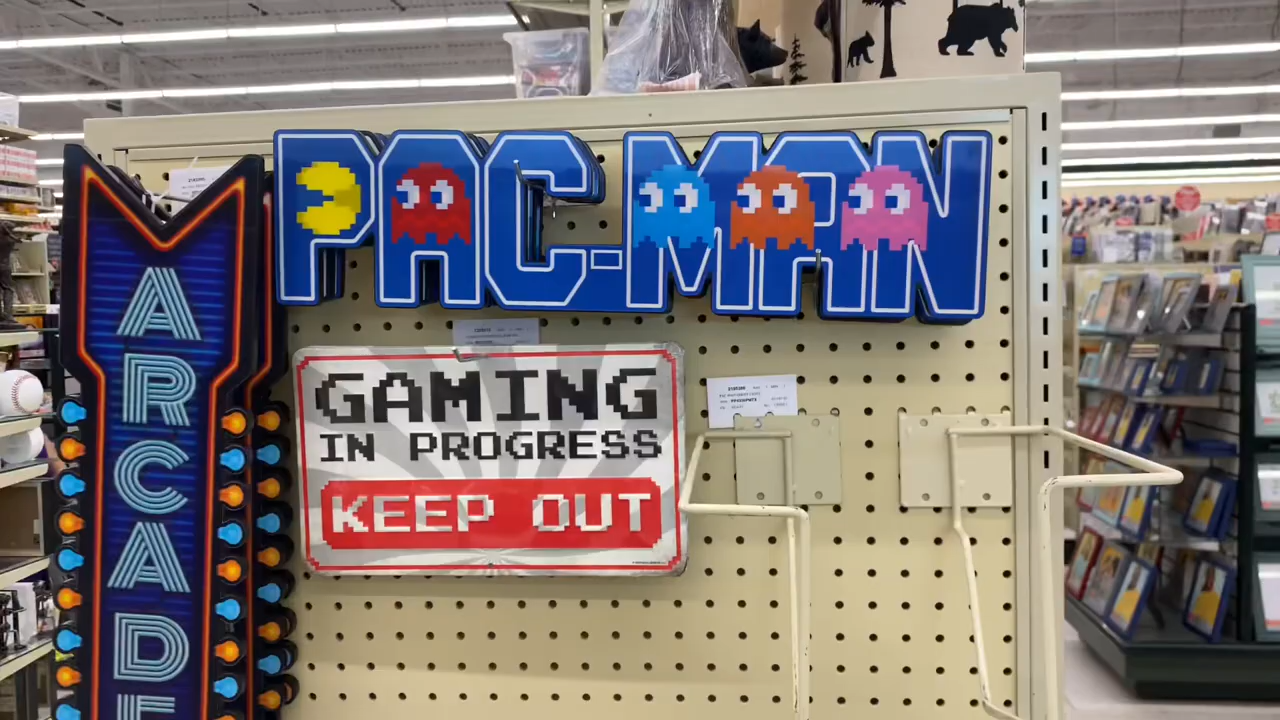 PAC-MAN
ARCADE
GAMING
IN PROGRESS
KEEP OUT